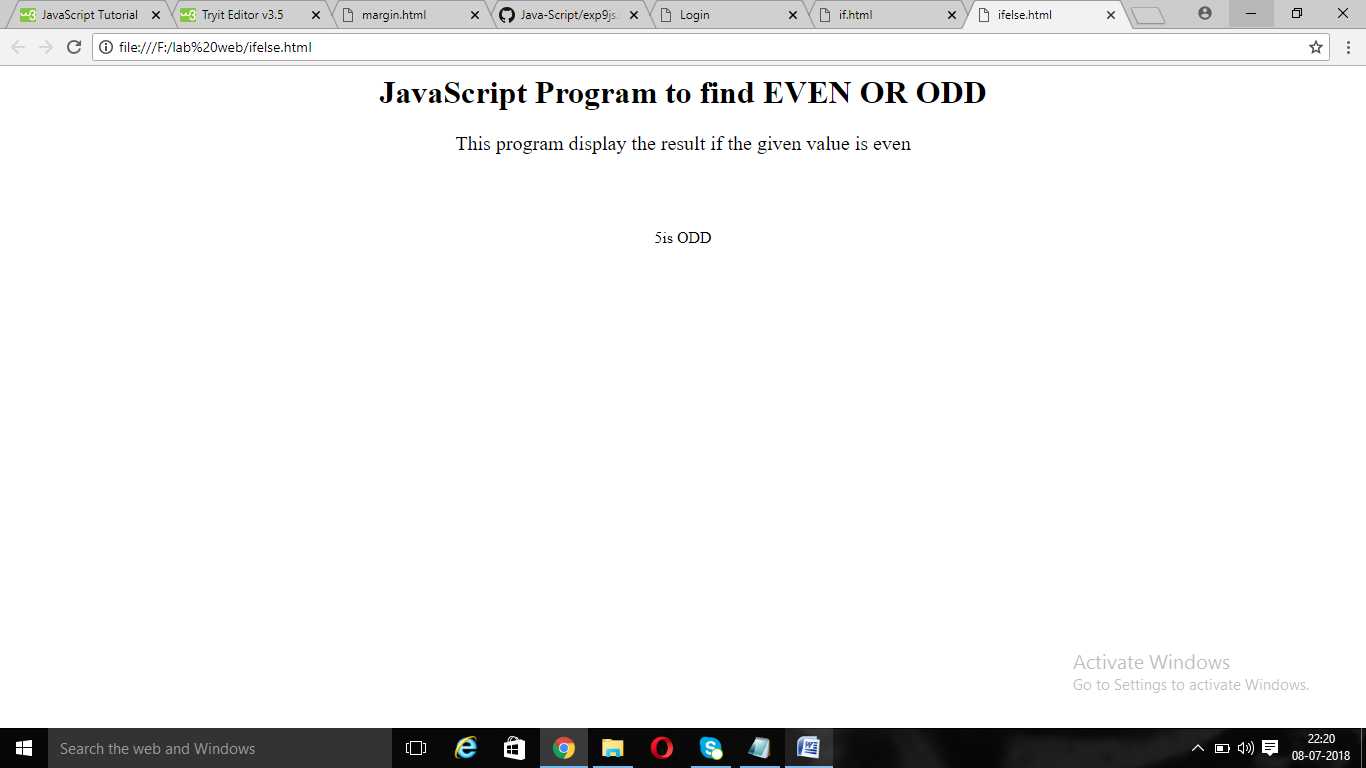 JavaScript Tutorial
Tryit Editor v3.5
margin.html
Java-Script/exp9js.
Login
if.html
ifelse.html
file:///F:/lab%20web/ifelse.html
JavaScript Program to find EVEN OR ODD
This program display the result if the given value is even
5is ODD
Activate Windows
Go to Settings to activate Windows.
Search the web and Windows
22:20
08-07-2018